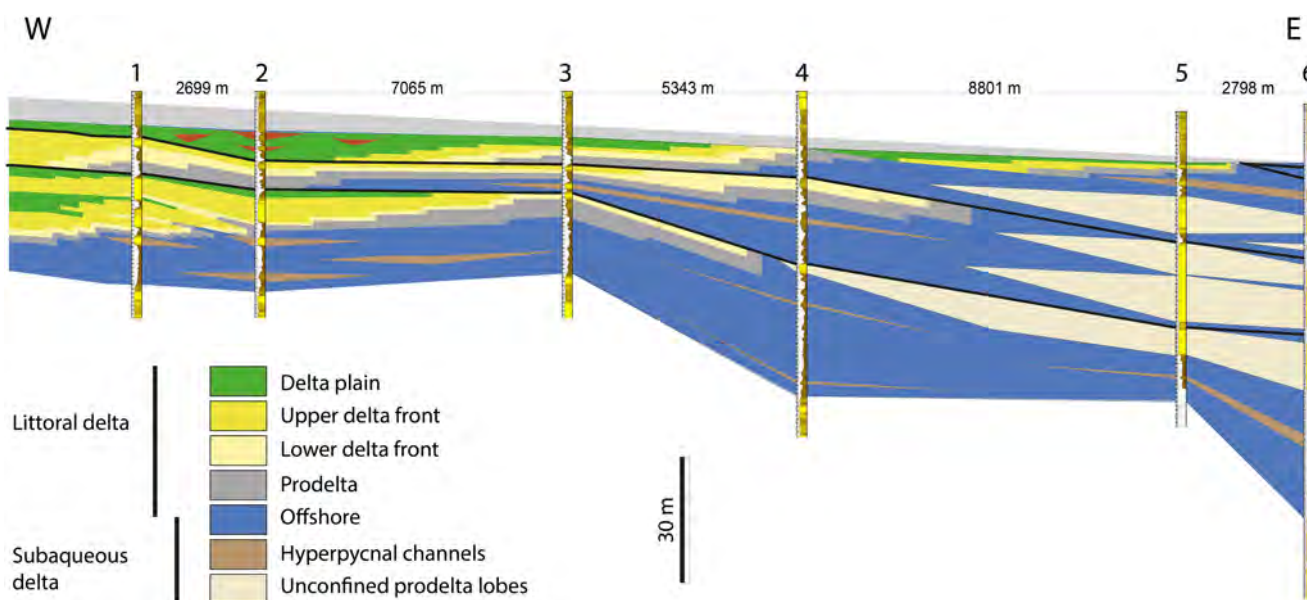 W
E
1
2
3
4
5
6
2699 m
7065 m
5343 m
8801 m
2798 m
Littoral delta
Subaqueous
delta
Delta plain
Upper delta front
Lower delta front
Prodelta
Offshore
Hyperpycnal channels
Unconfined prodelta lobes
30 m